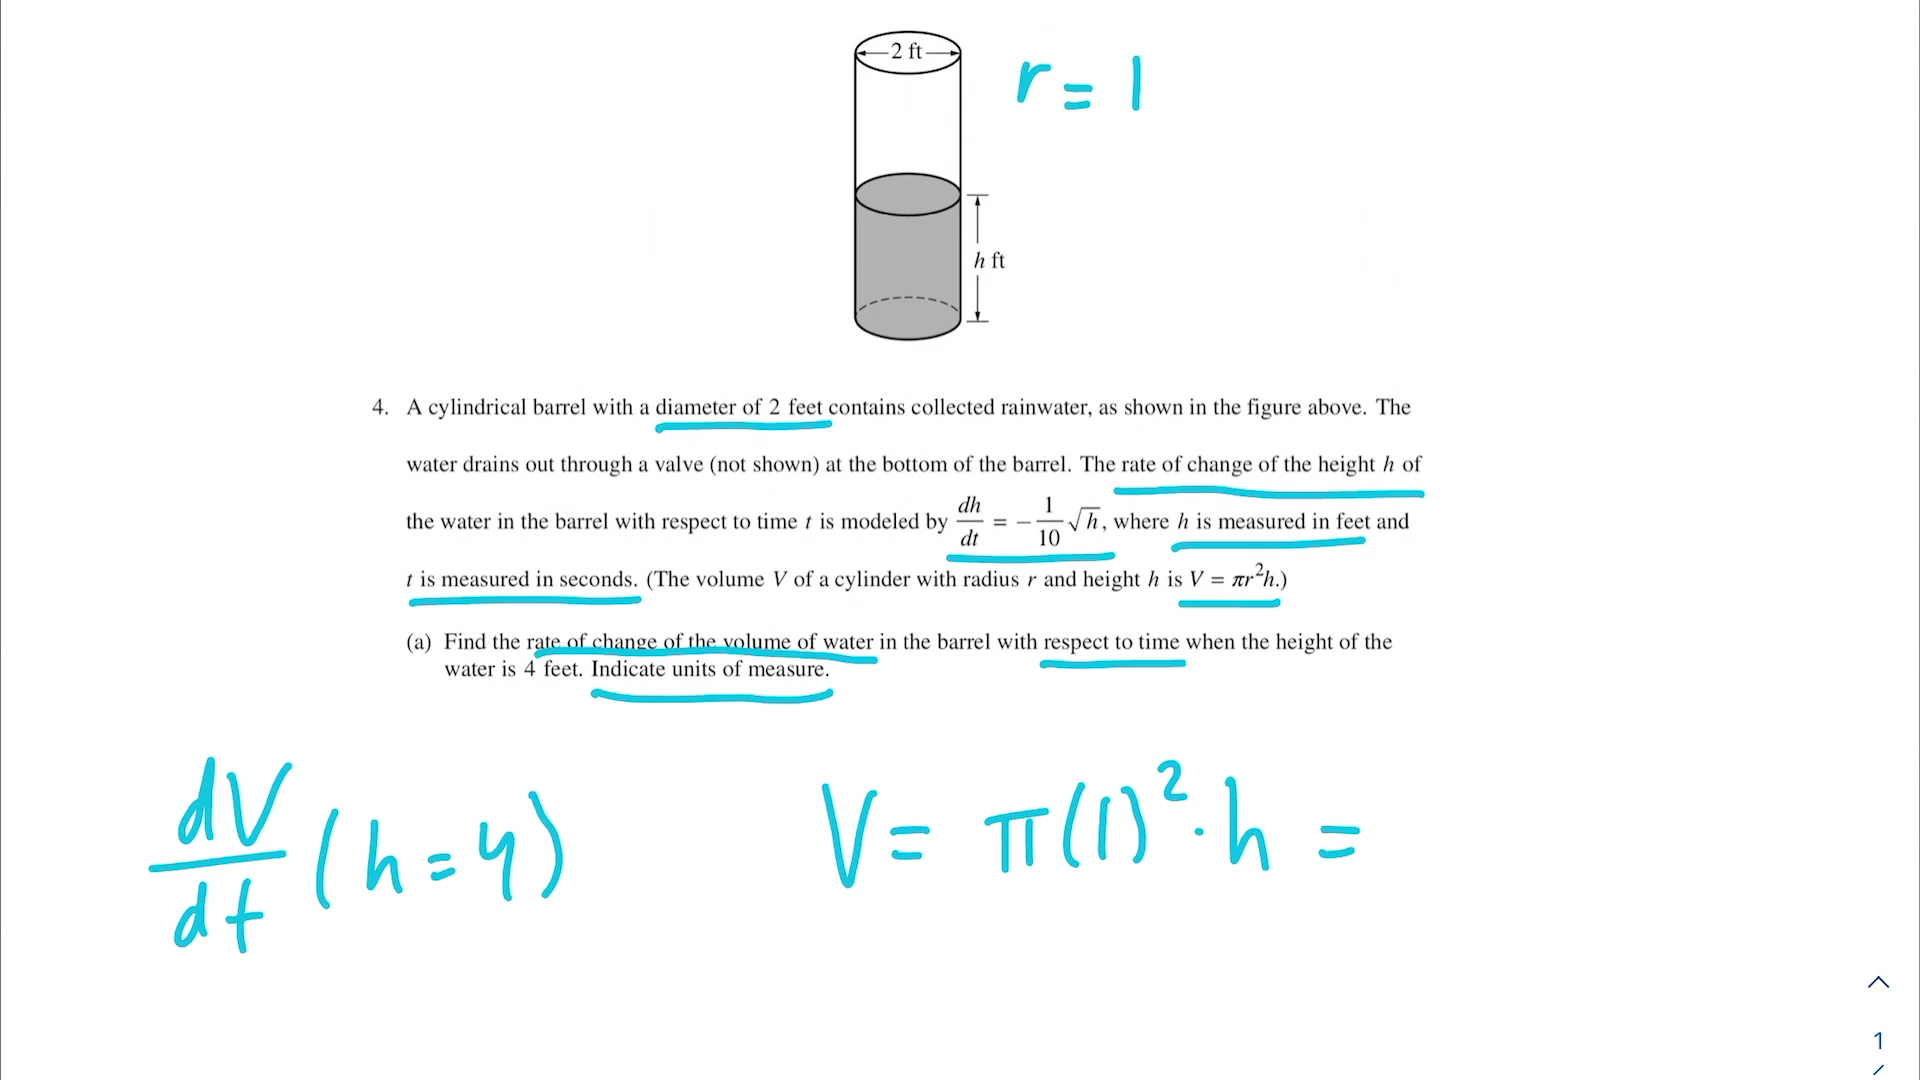 2 ft
r = 1
h ft
4. A cylindrical barrel with a diameter of 2 feet contains collected rainwater, as shown in the figure above. The
water drains out through a valve (not shown) at the bottom of the barrel. The rate of change of the height h of
the water in the barrel with respect to time t is modeled by dh/dt = −1/10 √h, where h is measured in feet and
t is measured in seconds. (The volume V of a cylinder with radius r and height h is V = πr²h.)
(a) Find the rate of change of the volume of water in the barrel with respect to time when the height of the
water is 4 feet. Indicate units of measure.
dV/dt (h=4) V = π(1)²·h =
1